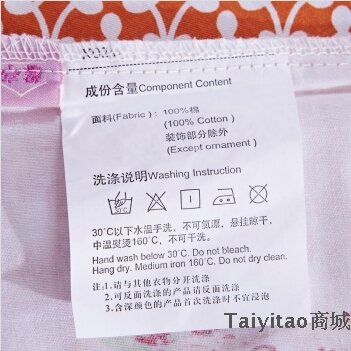 成份含量Component Content
面料(Fabric): 100%棉
(100% Cotton)
装饰部分除外
(Except ornament)
洗涤说明Washing Instruction
30°C
30℃以下水温手洗，不可氯漂，悬挂晾干，
中温熨烫160℃，不可干洗。
Hand wash below 30℃. Do not bleach.
Hang dry. Medium iron 160℃. Do not dry clean.
注：1、请与其他衣物分开洗涤
2、可反面洗涤的产品请反面洗涤
3、含深颜色的产品首次洗涤时不宜浸泡
Taiyitao商城